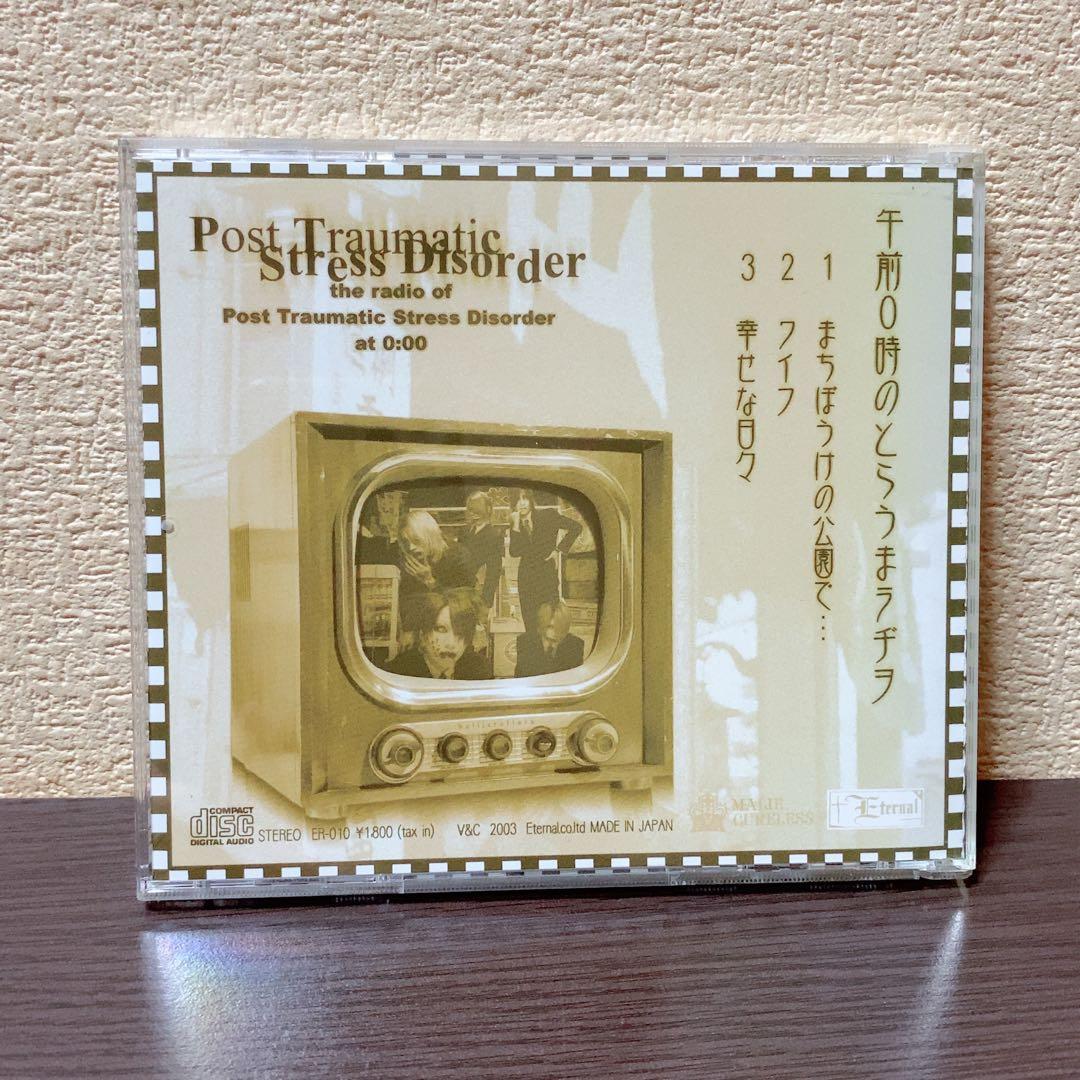 Post Traumatic
Stress Disorder
the radio of
Post Traumatic Stress Disorder
at 0:00
午前0時のとらうまラヂヲ
1 まちぼうけの公園で…
2 ワイフ
3 幸せな日々
COMPACT
disc
DIGITAL AUDIO
STEREO ER-010 ¥1,800 (tax in) V&C 2003 Eternal.co.ltd MADE IN JAPAN
MALIE
CURELESS
Eternal